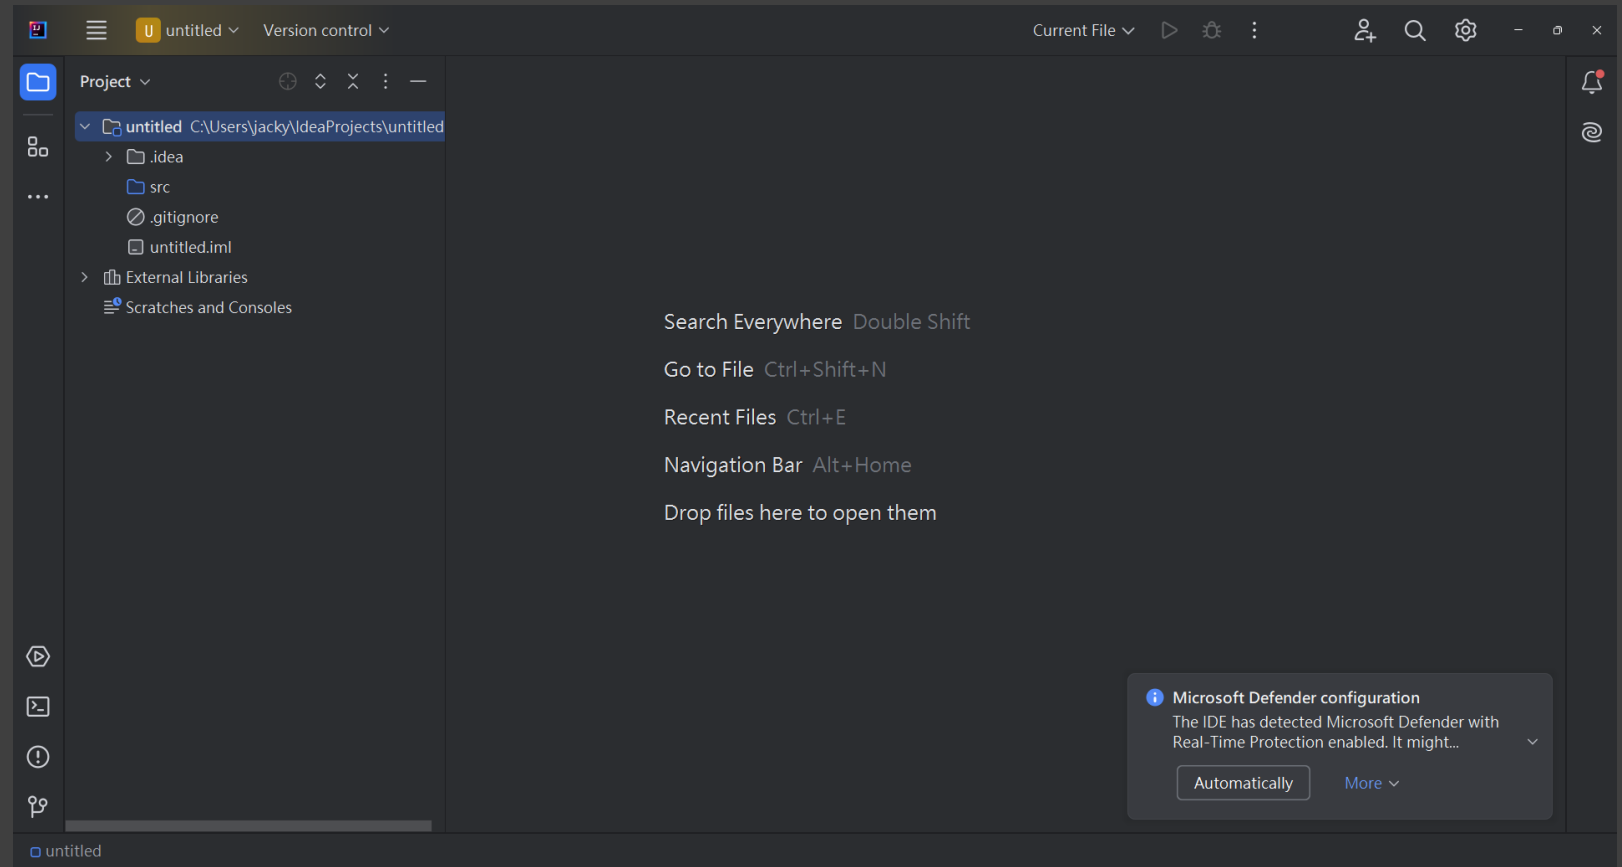 U untitled Version control Current File
Project
untitled C:\Users\jacky\IdeaProjects\untitled
.idea
src
.gitignore
untitled.iml
External Libraries
Scratches and Consoles
Search Everywhere Double Shift
Go to File Ctrl+Shift+N
Recent Files Ctrl+E
Navigation Bar Alt+Home
Drop files here to open them
Microsoft Defender configuration
The IDE has detected Microsoft Defender with
Real-Time Protection enabled. It might...
Automatically More
untitled